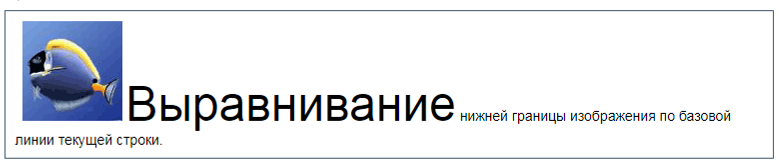 Выравнивание нижней границы изображения по базовой
линии текущей строки.